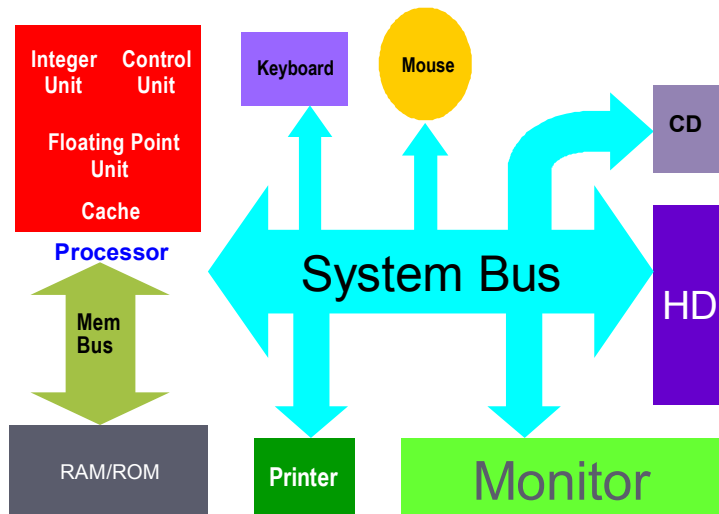 Integer
Unit
Control
Unit
Floating Point
Unit
Cache
Processor
Keyboard
Mouse
CD
System Bus
HD
Mem
Bus
RAM/ROM
Printer
Monitor